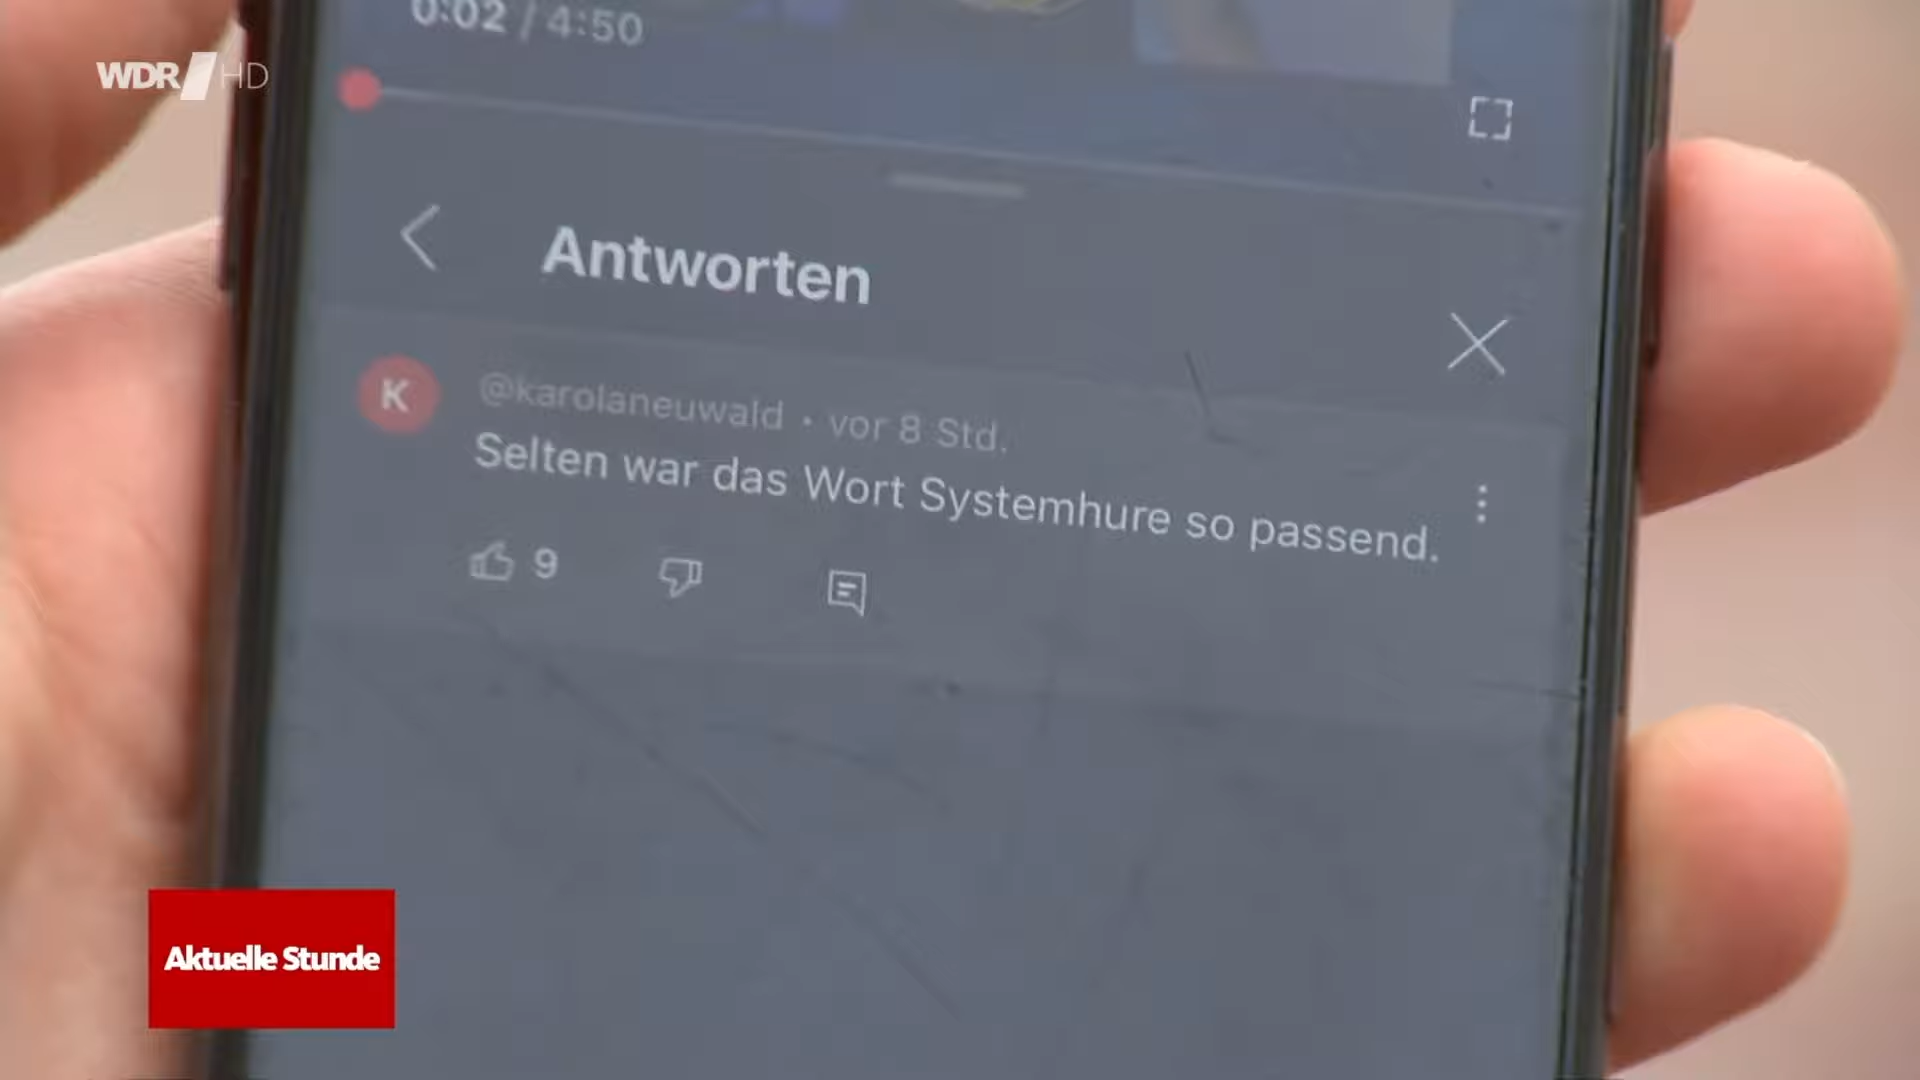 0:02 / 4:50
WDR HD
Antworten
K
@karolaneuwald • vor 8 Std.
Selten war das Wort Systemhure so passend.
9
Aktuelle Stunde